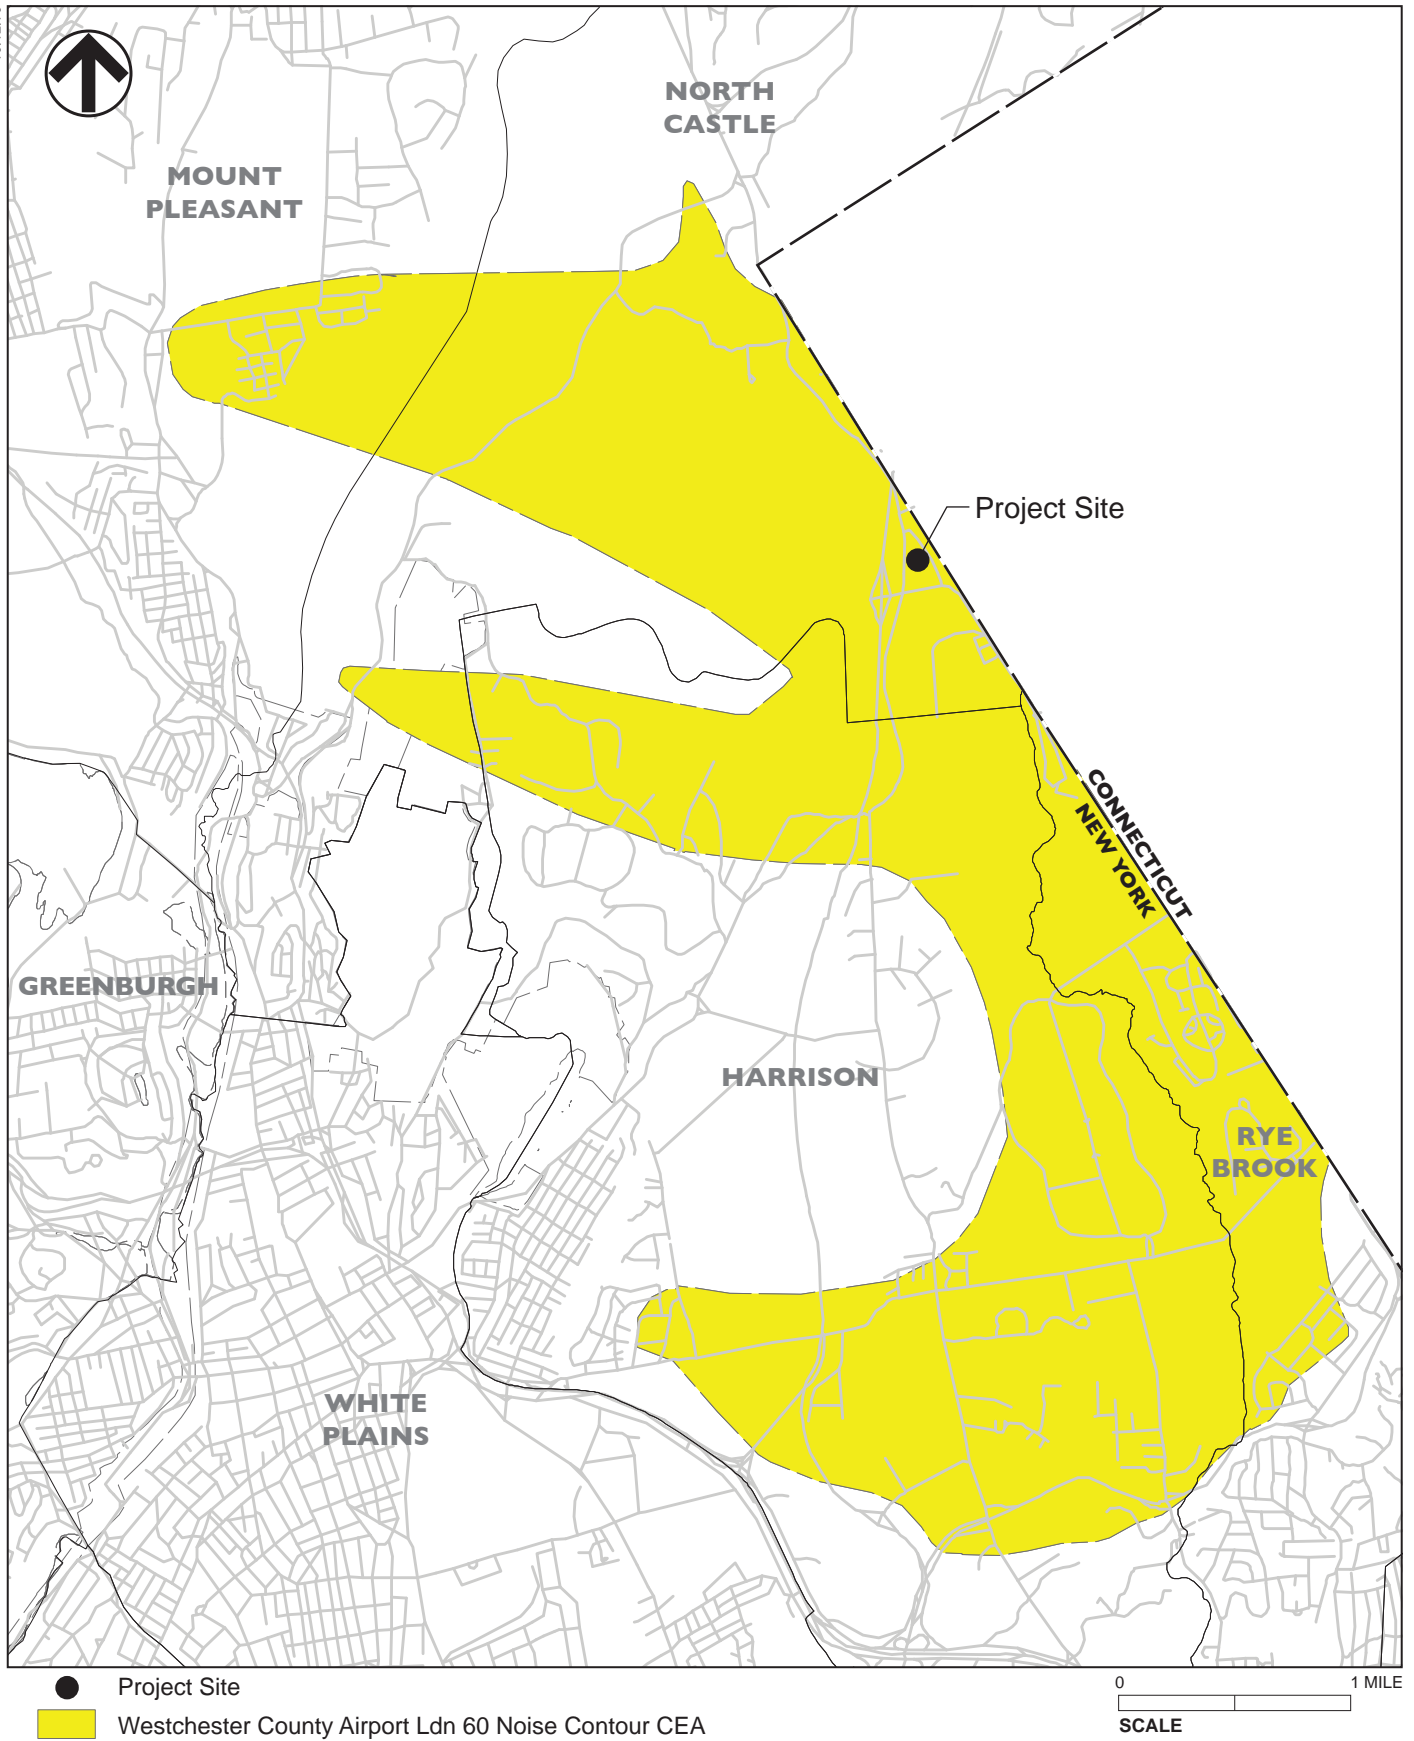 NORTH
CASTLE
MOUNT
PLEASANT
Project Site
CONNECTICUT
NEW YORK
GREENBURGH
HARRISON
RYE
BROOK
WHITE
PLAINS
Project Site
Westchester County Airport Ldn 60 Noise Contour CEA
0 1 MILE
SCALE